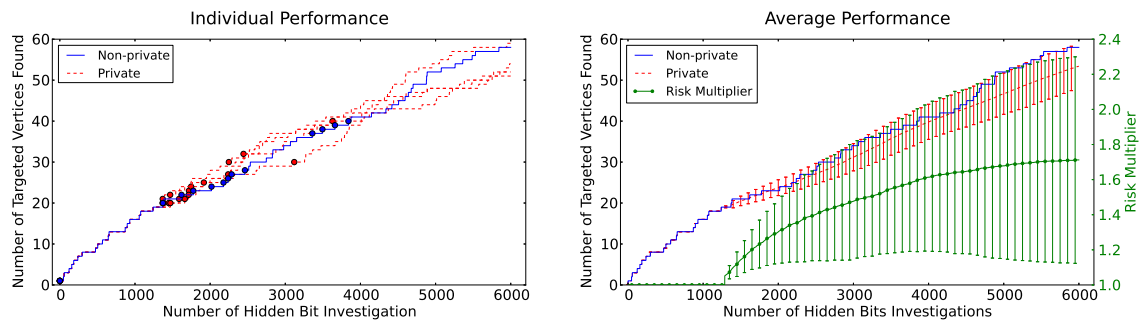 Individual Performance
Number of Targeted Vertices Found
60
50
40
30
20
10
0
Non-private
Private
0 1000 2000 3000 4000 5000 6000
Number of Hidden Bit Investigation
Average Performance
Number of Targeted Vertices Found
60
50
40
30
20
10
0
Non-private
Private
Risk Multiplier
2.4
2.2
2.0
1.8
1.6
1.4
1.2
1.0
Risk Multiplier
0 1000 2000 3000 4000 5000 6000
Number of Hidden Bits Investigations